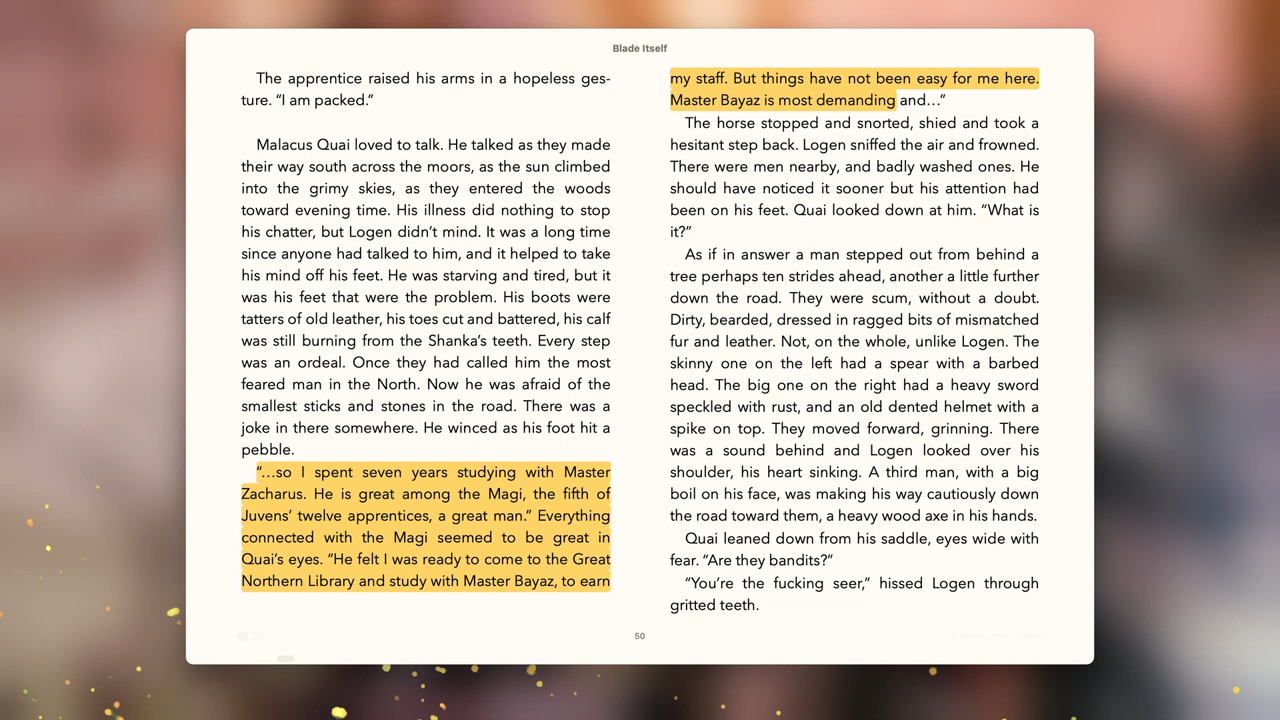 Blade Itself
The apprentice raised his arms in a hopeless ges-
ture. “I am packed.”
Malacus Quai loved to talk. He talked as they made
their way south across the moors, as the sun climbed
into the grimy skies, as they entered the woods
toward evening time. His illness did nothing to stop
his chatter, but Logen didn’t mind. It was a long time
since anyone had talked to him, and it helped to take
his mind off his feet. He was starving and tired, but it
was his feet that were the problem. His boots were
tatters of old leather, his toes cut and battered, his calf
was still burning from the Shanka’s teeth. Every step
was an ordeal. Once they had called him the most
feared man in the North. Now he was afraid of the
smallest sticks and stones in the road. There was a
joke in there somewhere. He winced as his foot hit a
pebble.
“…so I spent seven years studying with Master
Zacharus. He is great among the Magi, the fifth of
Juvens’ twelve apprentices, a great man.” Everything
connected with the Magi seemed to be great in
Quai’s eyes. “He felt I was ready to come to the Great
Northern Library and study with Master Bayaz, to earn
my staff. But things have not been easy for me here.
Master Bayaz is most demanding and…”
The horse stopped and snorted, shied and took a
hesitant step back. Logen sniffed the air and frowned.
There were men nearby, and badly washed ones. He
should have noticed it sooner but his attention had
been on his feet. Quai looked down at him. “What is
it?”
As if in answer a man stepped out from behind a
tree perhaps ten strides ahead, another a little further
down the road. They were scum, without a doubt.
Dirty, bearded, dressed in ragged bits of mismatched
fur and leather. Not, on the whole, unlike Logen. The
skinny one on the left had a spear with a barbed
head. The big one on the right had a heavy sword
speckled with rust, and an old dented helmet with a
spike on top. They moved forward, grinning. There
was a sound behind and Logen looked over his
shoulder, his heart sinking. A third man, with a big
boil on his face, was making his way cautiously down
the road toward them, a heavy wood axe in his hands.
Quai leaned down from his saddle, eyes wide with
fear. “Are they bandits?”
“You’re the fucking seer,” hissed Logen through
gritted teeth.
50